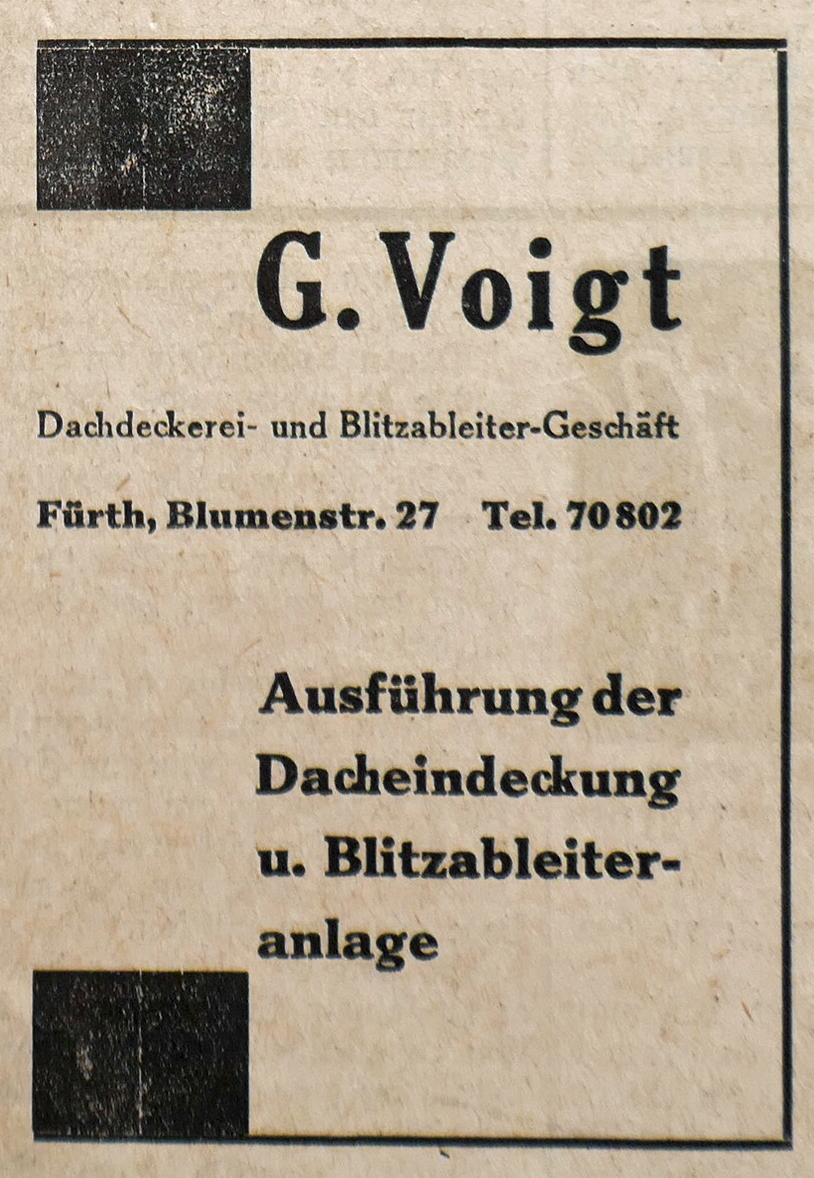 G. Voigt
Dachdeckerei- und Blitzableiter-Geschäft
Fürth, Blumenstr. 27 Tel. 70802
Ausführung der
Dacheindeckung
u. Blitzableiter-
anlage